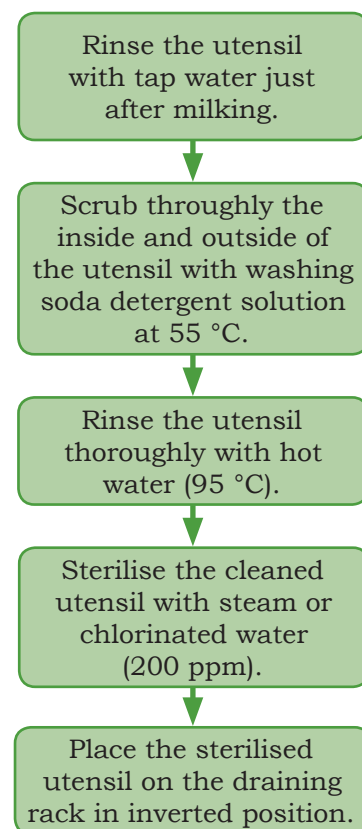 Rinse the utensil
with tap water just
after milking.
Scrub throughly the
inside and outside of
the utensil with washing
soda detergent solution
at 55 °C.
Rinse the utensil
thoroughly with hot
water (95 °C).
Sterilise the cleaned
utensil with steam or
chlorinated water
(200 ppm).
Place the sterilised
utensil on the draining
rack in inverted position.